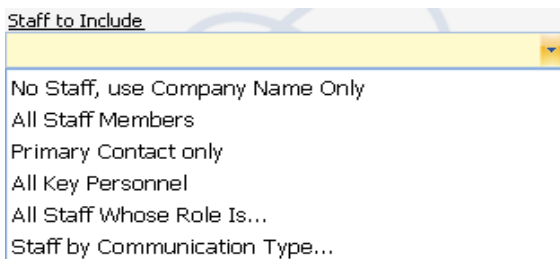 Staff to Include
No Staff, use Company Name Only
All Staff Members
Primary Contact only
All Key Personnel
All Staff Whose Role Is...
Staff by Communication Type...